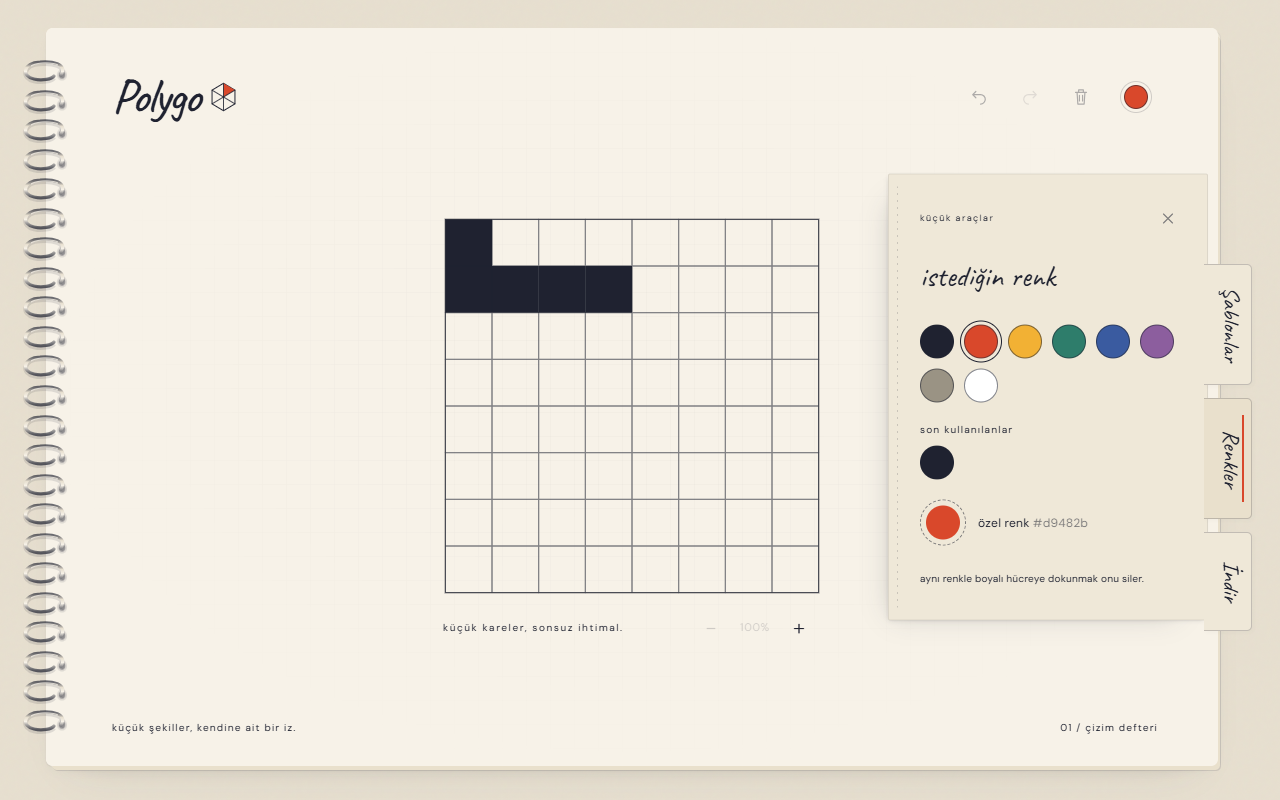 Polygo
küçük araçlar
istediğin renk
Şablonlar
son kullanılanlar
Renkler
özel renk #d9482b
İndir
aynı renkle boyalı hücreye dokunmak onu siler.
küçük kareler, sonsuz ihtimal.
− 100% +
küçük şekiller, kendine ait bir iz.
01 / çizim defteri